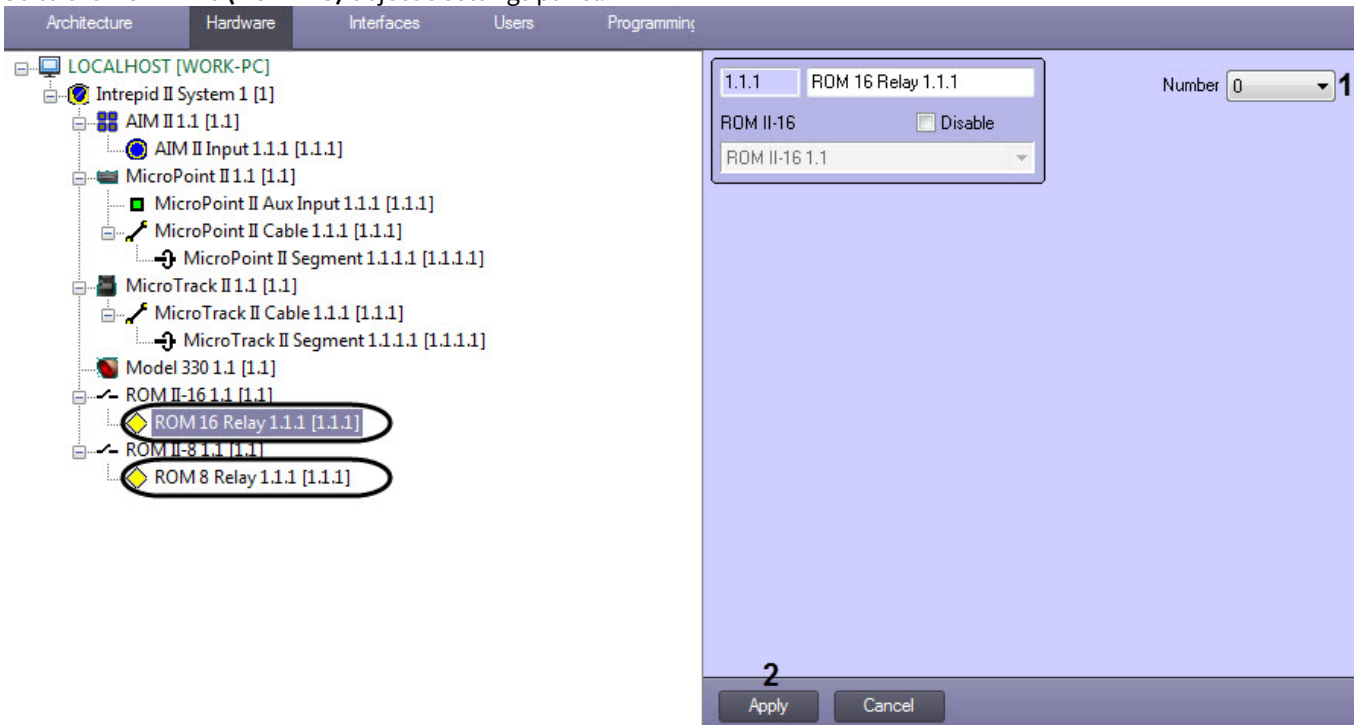 Architecture Hardware Interfaces Users Programming
LOCALHOST [WORK-PC]
Intrepid II System 1 [1]
AIM II 1.1 [1.1]
AIM II Input 1.1.1 [1.1.1]
MicroPoint II 1.1 [1.1]
MicroPoint II Aux Input 1.1.1 [1.1.1]
MicroPoint II Cable 1.1.1 [1.1.1]
MicroPoint II Segment 1.1.1.1 [1.1.1.1]
MicroTrack II 1.1 [1.1]
MicroTrack II Cable 1.1.1 [1.1.1]
MicroTrack II Segment 1.1.1.1 [1.1.1.1]
Model 330 1.1 [1.1]
ROM II-16 1.1 [1.1]
ROM 16 Relay 1.1.1 [1.1.1]
ROM II-8 1.1 [1.1]
ROM 8 Relay 1.1.1 [1.1.1]
1.1.1 ROM 16 Relay 1.1.1
Number 0 1
ROM II-16 Disable
ROM II-16 1.1
2
Apply Cancel